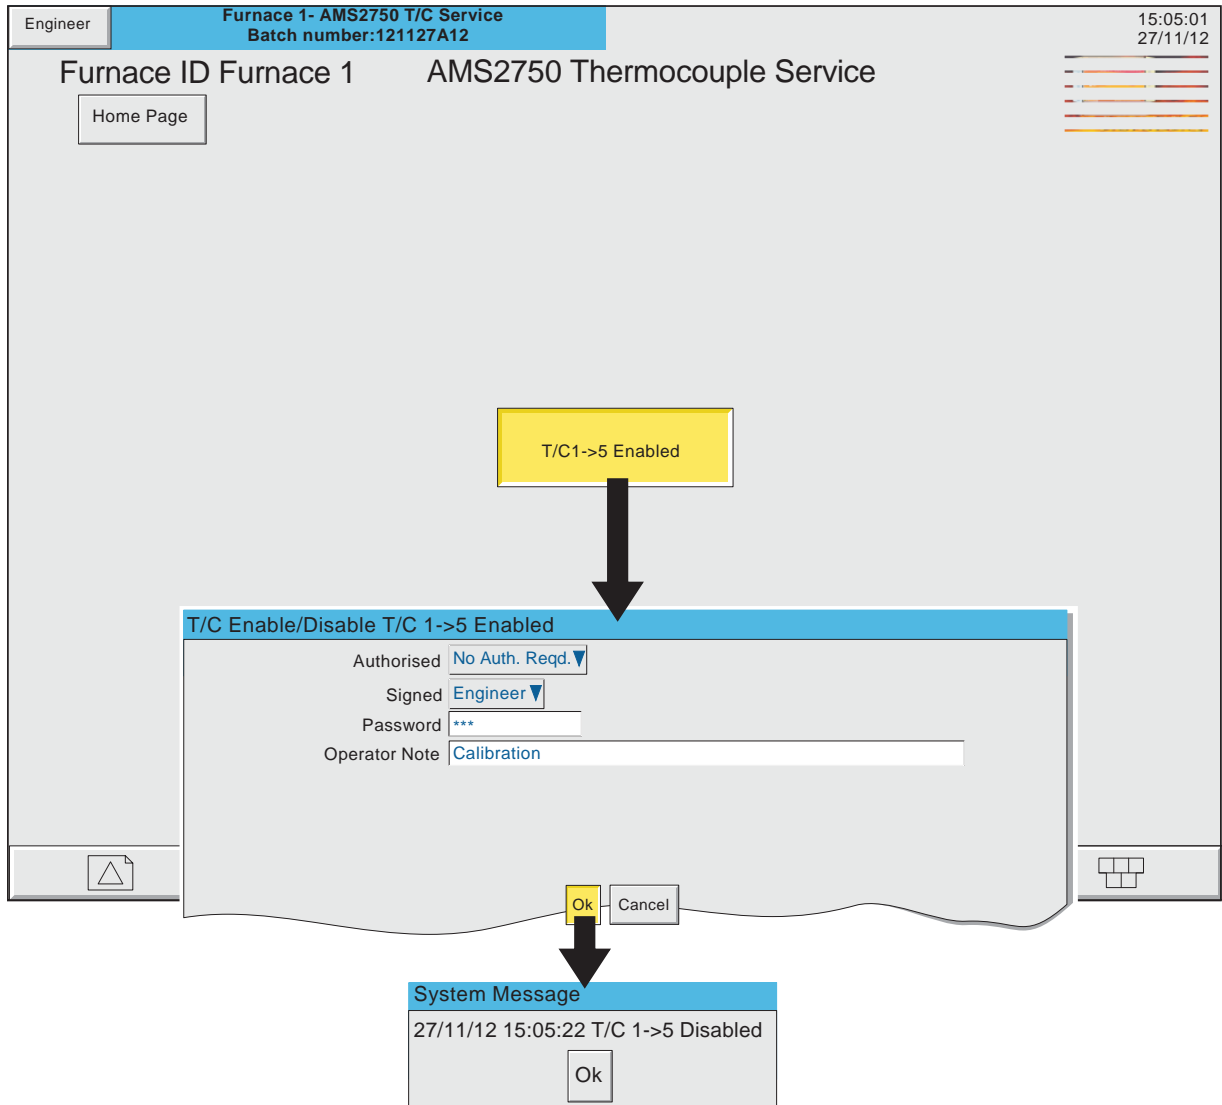 Engineer
Furnace 1- AMS2750 T/C Service
Batch number:121127A12
15:05:01
27/11/12
Furnace ID Furnace 1
AMS2750 Thermocouple Service
Home Page
T/C1->5 Enabled
T/C Enable/Disable T/C 1->5 Enabled
Authorised No Auth. Reqd.
Signed Engineer
Password ***
Operator Note Calibration
Ok Cancel
System Message
27/11/12 15:05:22 T/C 1->5 Disabled
Ok